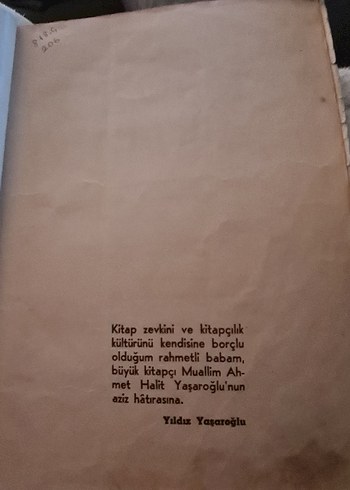 Kitap zevkini ve kitapçılık
kültürünü kendisine borçlu
olduğum rahmetli babam,
büyük kitapçı Muallim Ah-
met Halit Yaşaroğlu'nun
aziz hâtırasına.
Yıldız Yaşaroğlu